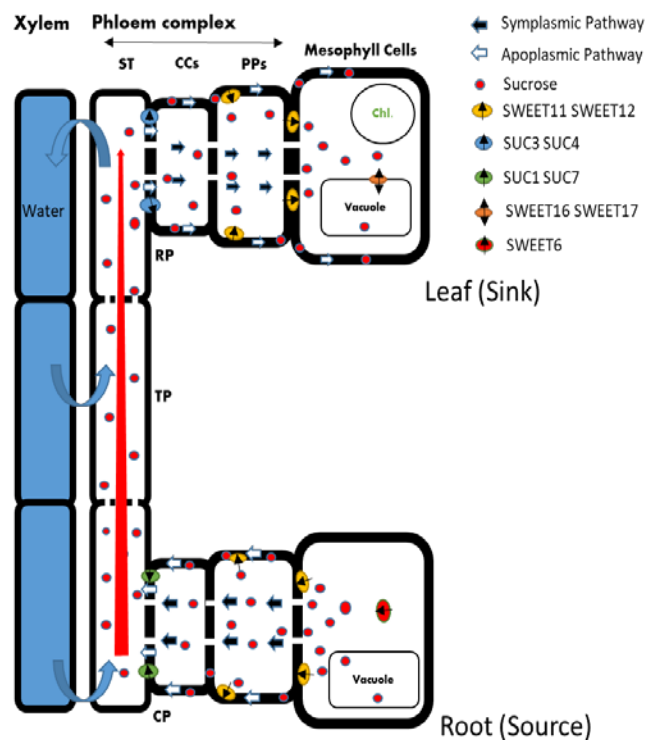 Xylem
Phloem complex
ST
CCs
PPs
Mesophyll Cells
Symplasmic Pathway
Apoplasmic Pathway
Sucrose
SWEET11 SWEET12
SUC3 SUC4
SUC1 SUC7
SWEET16 SWEET17
SWEET6
Chl.
Water
Vacuole
RP
Leaf (Sink)
TP
Vacuole
CP
Root (Source)